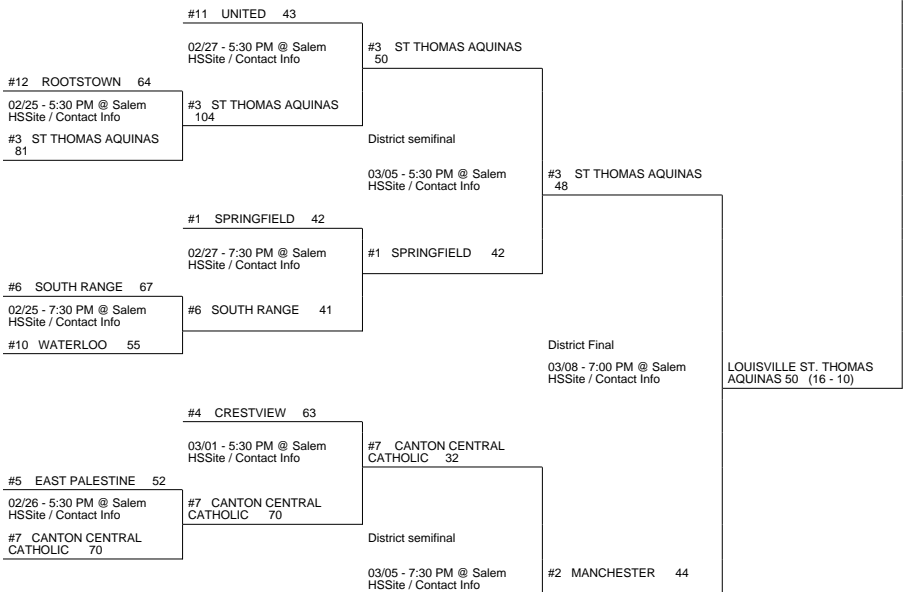 #11 UNITED 43
02/27 - 5:30 PM @ Salem
HSSite / Contact Info
#3 ST THOMAS AQUINAS
50
#12 ROOTSTOWN 64
02/25 - 5:30 PM @ Salem
HSSite / Contact Info
#3 ST THOMAS AQUINAS
104
#3 ST THOMAS AQUINAS
81
District semifinal
03/05 - 5:30 PM @ Salem
HSSite / Contact Info
#3 ST THOMAS AQUINAS
48
#1 SPRINGFIELD 42
02/27 - 7:30 PM @ Salem
HSSite / Contact Info
#1 SPRINGFIELD 42
#6 SOUTH RANGE 67
02/25 - 7:30 PM @ Salem
HSSite / Contact Info
#6 SOUTH RANGE 41
#10 WATERLOO 55
District Final
03/08 - 7:00 PM @ Salem
HSSite / Contact Info
LOUISVILLE ST. THOMAS
AQUINAS 50 (16 - 10)
#4 CRESTVIEW 63
03/01 - 5:30 PM @ Salem
HSSite / Contact Info
#7 CANTON CENTRAL
CATHOLIC 32
#5 EAST PALESTINE 52
02/26 - 5:30 PM @ Salem
HSSite / Contact Info
#7 CANTON CENTRAL
CATHOLIC 70
#7 CANTON CENTRAL
CATHOLIC 70
District semifinal
03/05 - 7:30 PM @ Salem
HSSite / Contact Info
#2 MANCHESTER 44